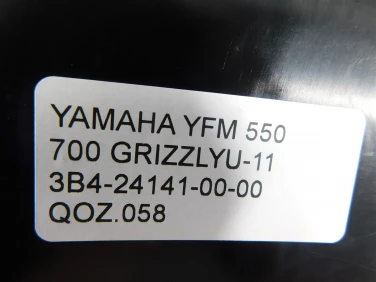 YAMAHA YFM 550
700 GRIZZLYU-11
3B4-24141-00-00
QOZ.058